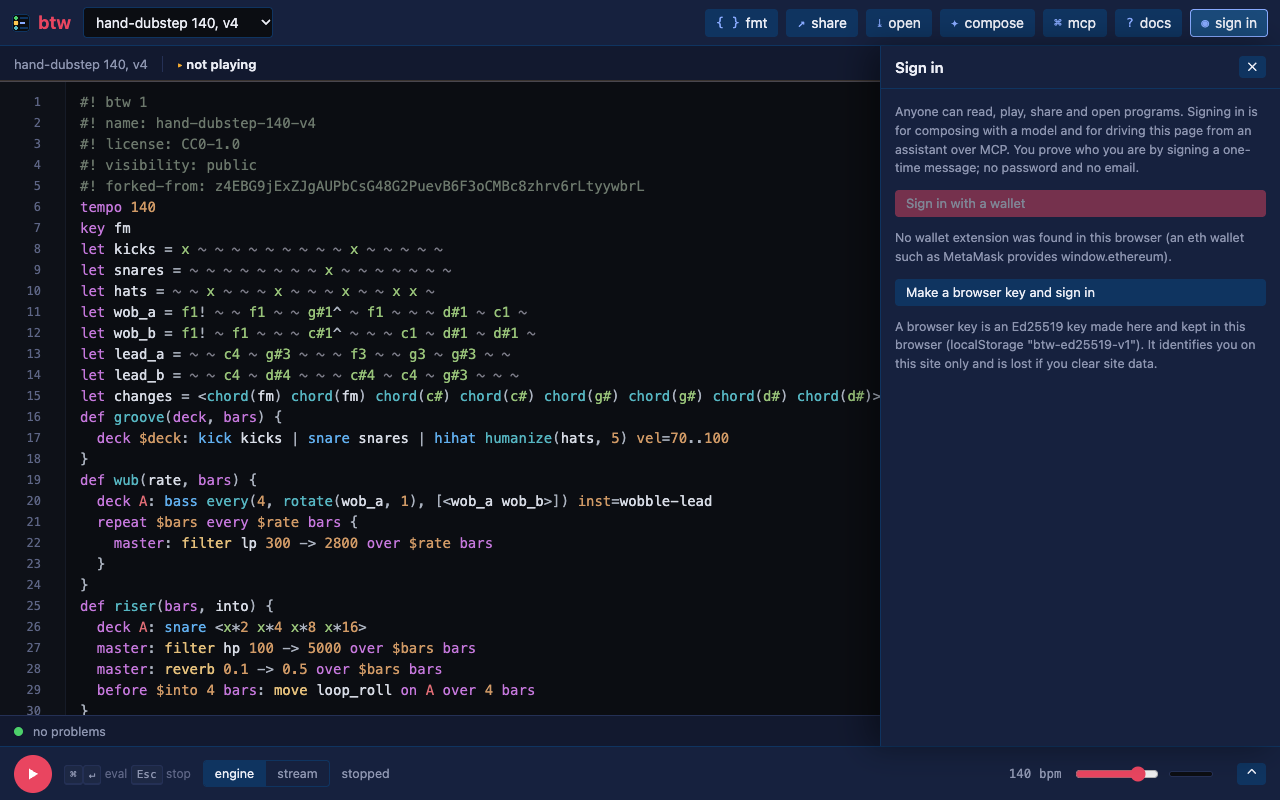 btw
hand-dubstep 140, v4
{ } fmt
↗ share
↓ open
✦ compose
⌘ mcp
? docs
sign in
hand-dubstep 140, v4
▸ not playing
1 #! btw 1
2 #! name: hand-dubstep-140-v4
3 #! license: CC0-1.0
4 #! visibility: public
5 #! forked-from: z4EBG9jExZJgAUPbCsG48G2PuevB6F3oCMBc8zhrv6rLtyywbrL
6 tempo 140
7 key fm
8 let kicks = x ~ ~ ~ ~ ~ ~ ~ ~ ~ x ~ ~ ~ ~ ~
9 let snares = ~ ~ ~ ~ ~ ~ ~ ~ x ~ ~ ~ ~ ~ ~ ~
10 let hats = ~ ~ x ~ ~ ~ x ~ ~ ~ x ~ ~ x x ~
11 let wob_a = f1! ~ ~ f1 ~ ~ g#1^ ~ f1 ~ ~ ~ d#1 ~ c1 ~
12 let wob_b = f1! ~ f1 ~ ~ ~ c#1^ ~ ~ ~ c1 ~ d#1 ~ d#1 ~
13 let lead_a = ~ ~ c4 ~ g#3 ~ ~ ~ f3 ~ ~ g3 ~ g#3 ~ ~
14 let lead_b = ~ ~ c4 ~ d#4 ~ ~ ~ c#4 ~ c4 ~ g#3 ~ ~ ~
15 let changes = <chord(fm) chord(fm) chord(c#) chord(c#) chord(g#) chord(g#) chord(d#) chord(d#)>
16 def groove(deck, bars) {
17 deck $deck: kick kicks | snare snares | hihat humanize(hats, 5) vel=70..100
18 }
19 def wub(rate, bars) {
20 deck A: bass every(4, rotate(wob_a, 1), [<wob_a wob_b>]) inst=wobble-lead
21 repeat $bars every $rate bars {
22 master: filter lp 300 -> 2800 over $rate bars
23 }
24 }
25 def riser(bars, into) {
26 deck A: snare <x*2 x*4 x*8 x*16>
27 master: filter hp 100 -> 5000 over $bars bars
28 master: reverb 0.1 -> 0.5 over $bars bars
29 before $into 4 bars: move loop_roll on A over 4 bars
30 }
no problems
Sign in
✕
Anyone can read, play, share and open programs. Signing in is
for composing with a model and for driving this page from an
assistant over MCP. You prove who you are by signing a one-
time message; no password and no email.
Sign in with a wallet
No wallet extension was found in this browser (an eth wallet
such as MetaMask provides window.ethereum).
Make a browser key and sign in
A browser key is an Ed25519 key made here and kept in this
browser (localStorage "btw-ed25519-v1"). It identifies you on
this site only and is lost if you clear site data.
⌘ ↵ eval Esc stop
engine
stream
stopped
140 bpm